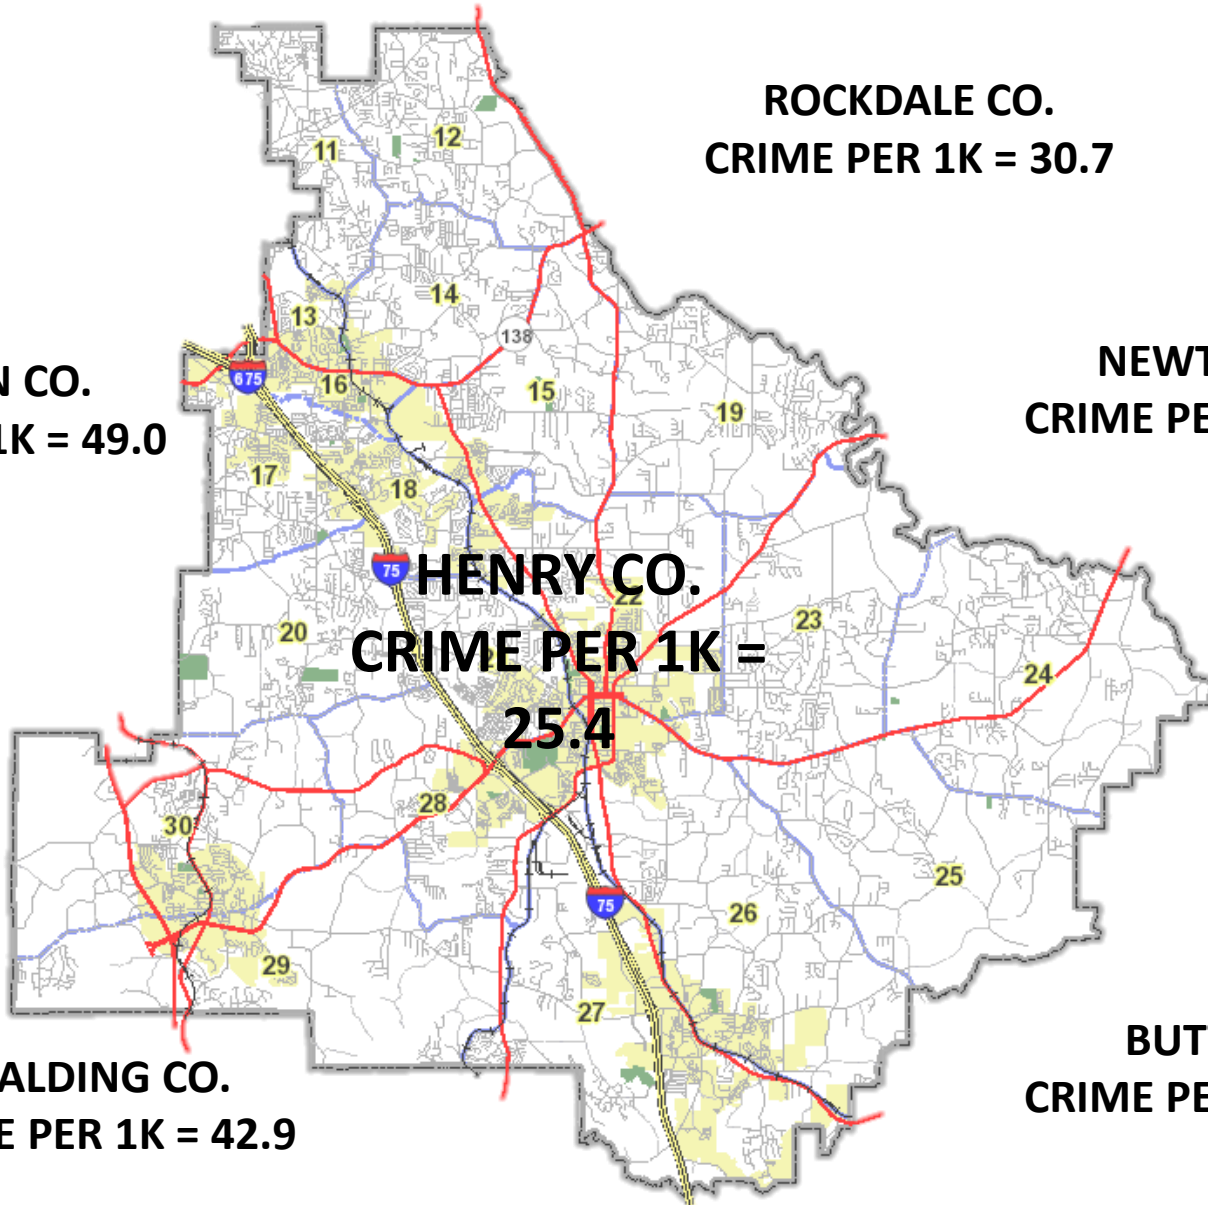 ROCKDALE CO.
CRIME PER 1K = 30.7
12
11
14
13
138
N CO.
1K = 49.0
675
16
15
19
NEWT
CRIME PE
17
18
75
HENRY CO.
22
20
23
CRIME PER 1K =
24
25.4
28
30
25
75
26
29
27
ALDING CO.
E PER 1K = 42.9
BUT
CRIME PE